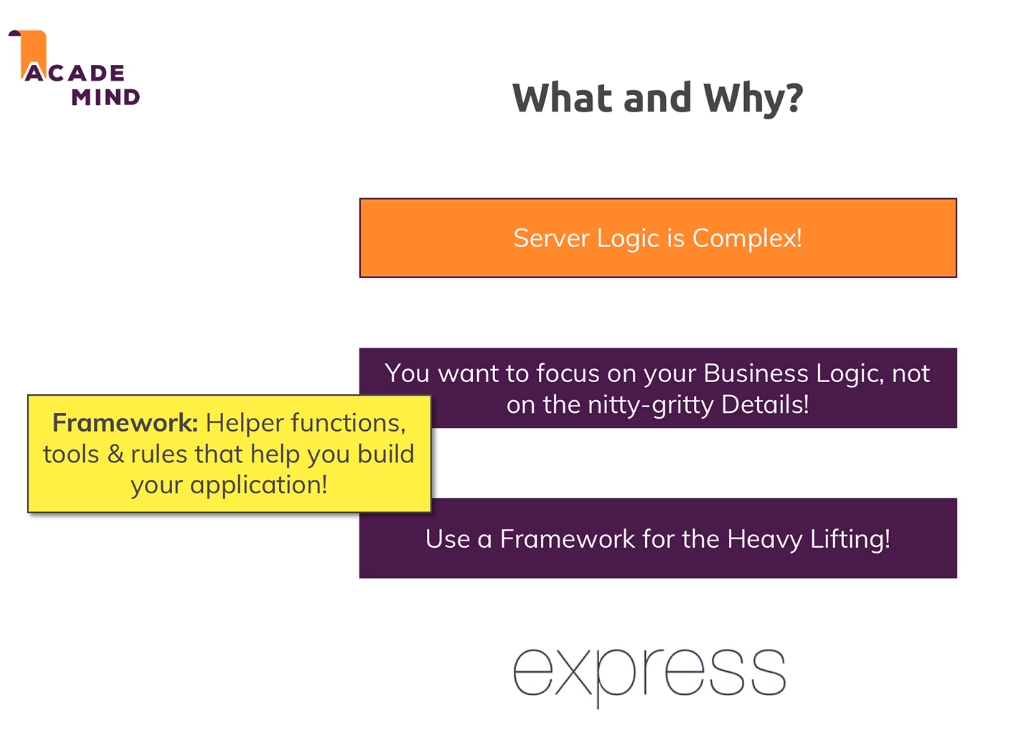 ACADE
MIND
What and Why?
Server Logic is Complex!
You want to focus on your Business Logic, not
on the nitty-gritty Details!
Framework: Helper functions,
tools & rules that help you build
your application!
Use a Framework for the Heavy Lifting!
express